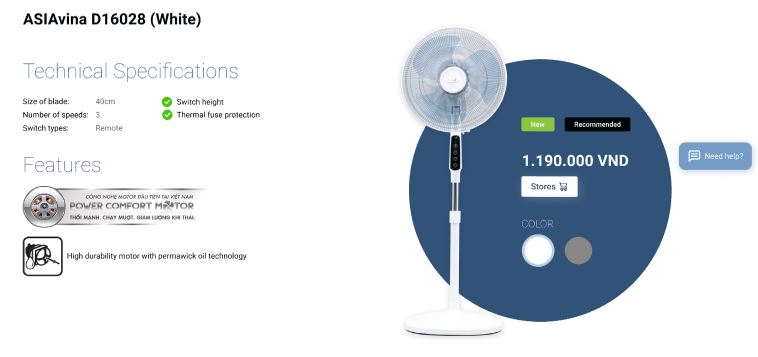 ASIAvina D16028 (White)
Technical Specifications
Size of blade: 40cm
Number of speeds: 3
Switch types: Remote
Switch height
Thermal fuse protection
Features
CÔNG NGHỆ MOTOR ĐẦU TIÊN TẠI VIỆT NAM
POWER COMFORT MOTOR
THỔI MẠNH. CHẠY MƯỢT. GIẢM LƯỢNG KHÍ THẢI.
High durability motor with permawick oil technology
New
Recommended
1.190.000 VND
Stores
COLOR
Need help?